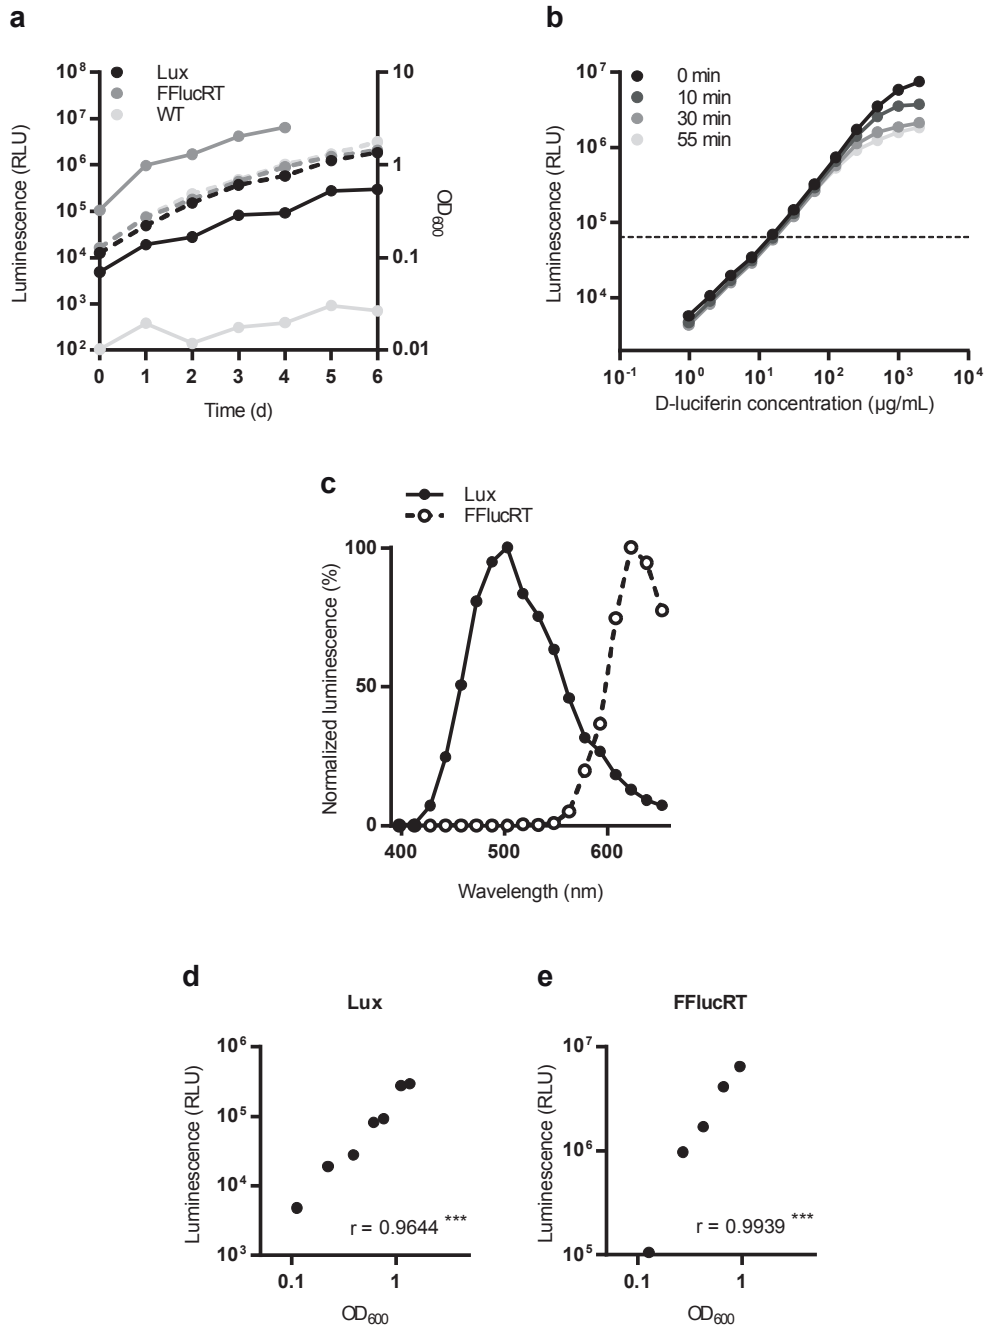 a
Lux
FFlucRT
WT
10⁸
10⁷
10⁶
10⁵
10⁴
10³
10²
Luminescence (RLU)
10
1
0.1
0.01
OD₆₀₀
0 1 2 3 4 5 6
Time (d)
b
0 min
10 min
30 min
55 min
10⁷
10⁶
10⁵
10⁴
Luminescence (RLU)
10⁻¹ 10⁰ 10¹ 10² 10³ 10⁴
D-luciferin concentration (µg/mL)
c
Lux
FFlucRT
100
50
0
Normalized luminescence (%)
400 500 600
Wavelength (nm)
d
Lux
10⁶
10⁵
10⁴
10³
Luminescence (RLU)
r = 0.9644 ***
0.1 1
OD₆₀₀
e
FFlucRT
10⁷
10⁶
10⁵
Luminescence (RLU)
r = 0.9939 ***
0.1 1
OD₆₀₀